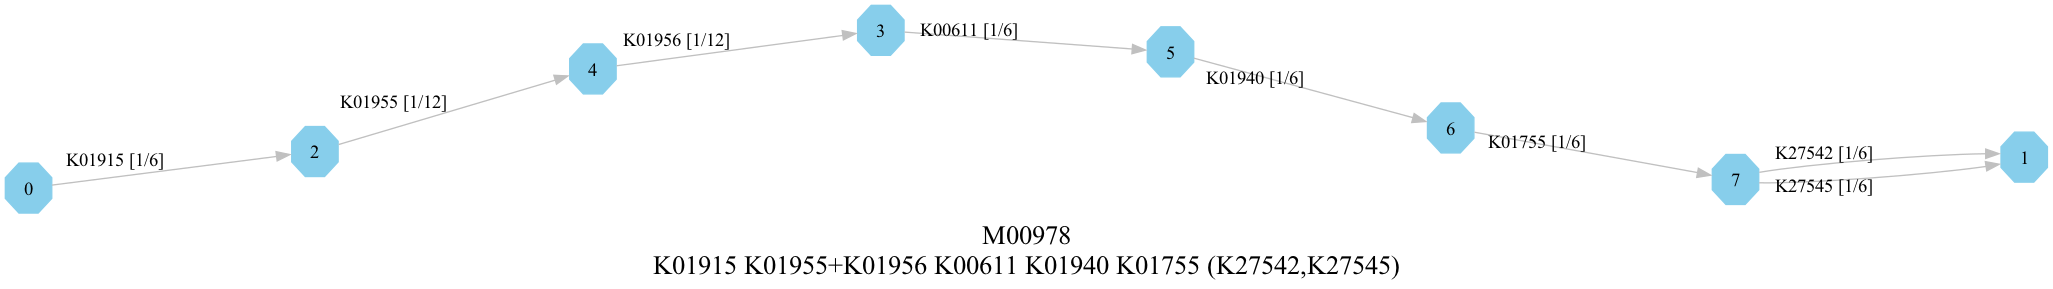 0
K01915 [1/6]
2
K01955 [1/12]
4
K01956 [1/12]
3
K00611 [1/6]
5
K01940 [1/6]
6
K01755 [1/6]
7
K27542 [1/6]
K27545 [1/6]
1
M00978
K01915 K01955+K01956 K00611 K01940 K01755 (K27542,K27545)